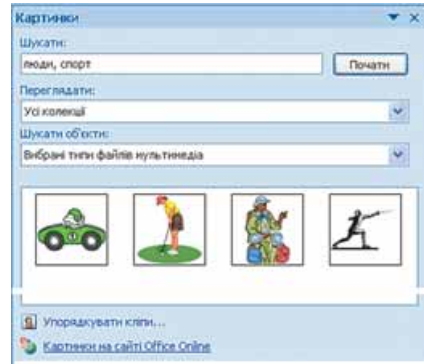 Картинки
Шукати:
люди, спорт
Почати
Переглядати:
Усі колекції
Шукати об'єкти:
Вибрані типи файлів мультимедіа
Упорядкувати кліпи...
Картинки на сайті Office Online